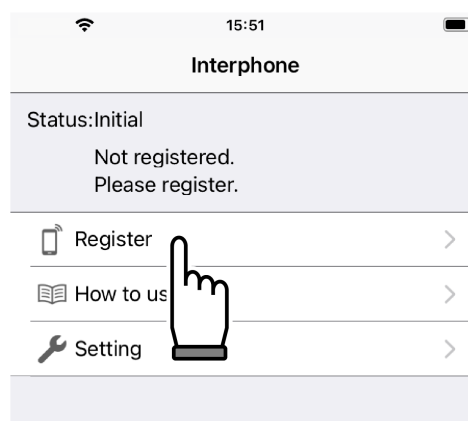 15:51
Interphone
Status:Initial
Not registered.
Please register.
Register
How to us
Setting